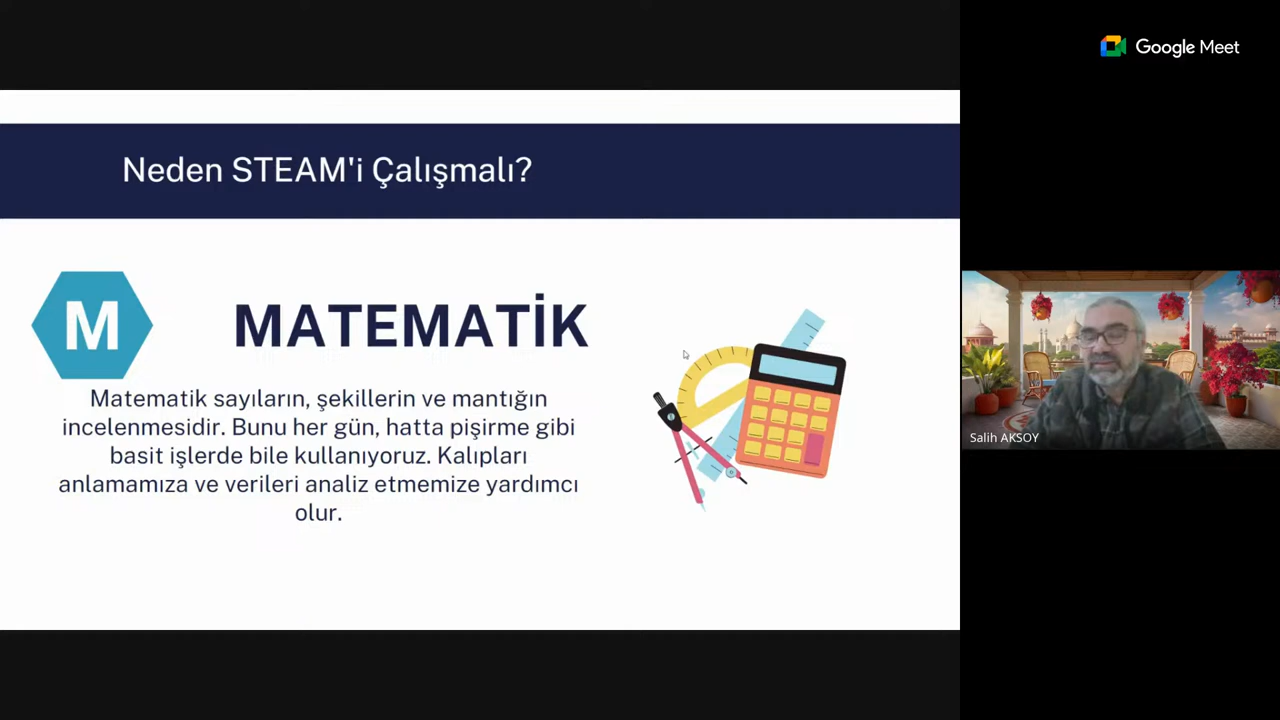 Google Meet
Neden STEAM'i Çalışmalı?
M
MATEMATİK
Matematik sayıların, şekillerin ve mantığın
incelenmesidir. Bunu her gün, hatta pişirme gibi
basit işlerde bile kullanıyoruz. Kalıpları
anlamamıza ve verileri analiz etmemize yardımcı
olur.
Salih AKSOY